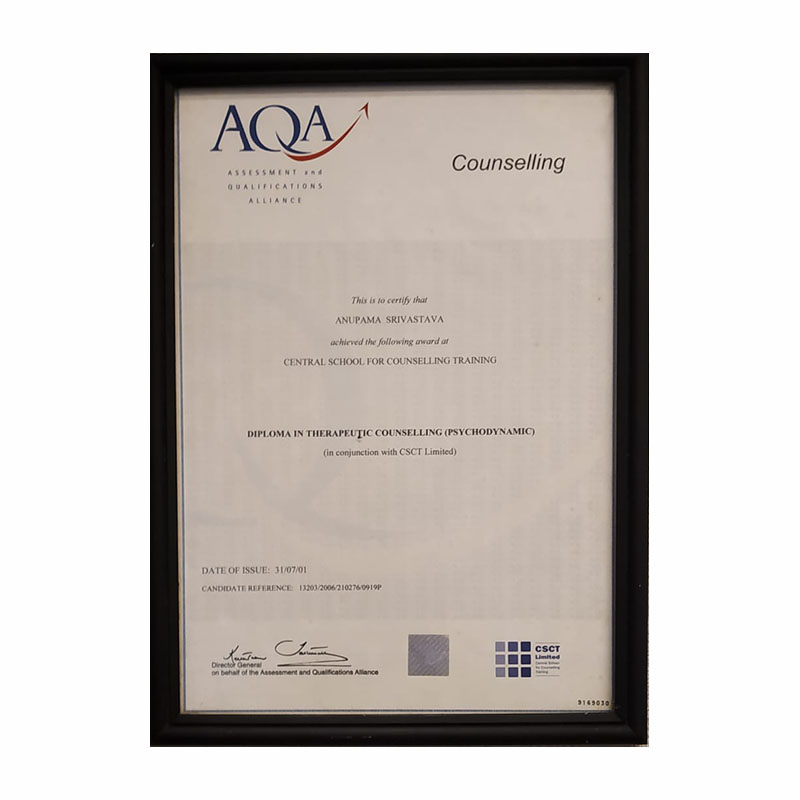 AQA
ASSESSMENT and
QUALIFICATIONS
ALLIANCE
Counselling
This is to certify that
ANUPAMA SRIVASTAVA
achieved the following award at
CENTRAL SCHOOL FOR COUNSELLING TRAINING
DIPLOMA IN THERAPEUTIC COUNSELLING (PSYCHODYNAMIC)
(in conjunction with CSCT Limited)
DATE OF ISSUE: 31/07/01
CANDIDATE REFERENCE: 13203/2006/210276/0919P
Director General
on behalf of the Assessment and Qualifications Alliance
CSCT
Limited
Central School
for Counselling
Training
9169030